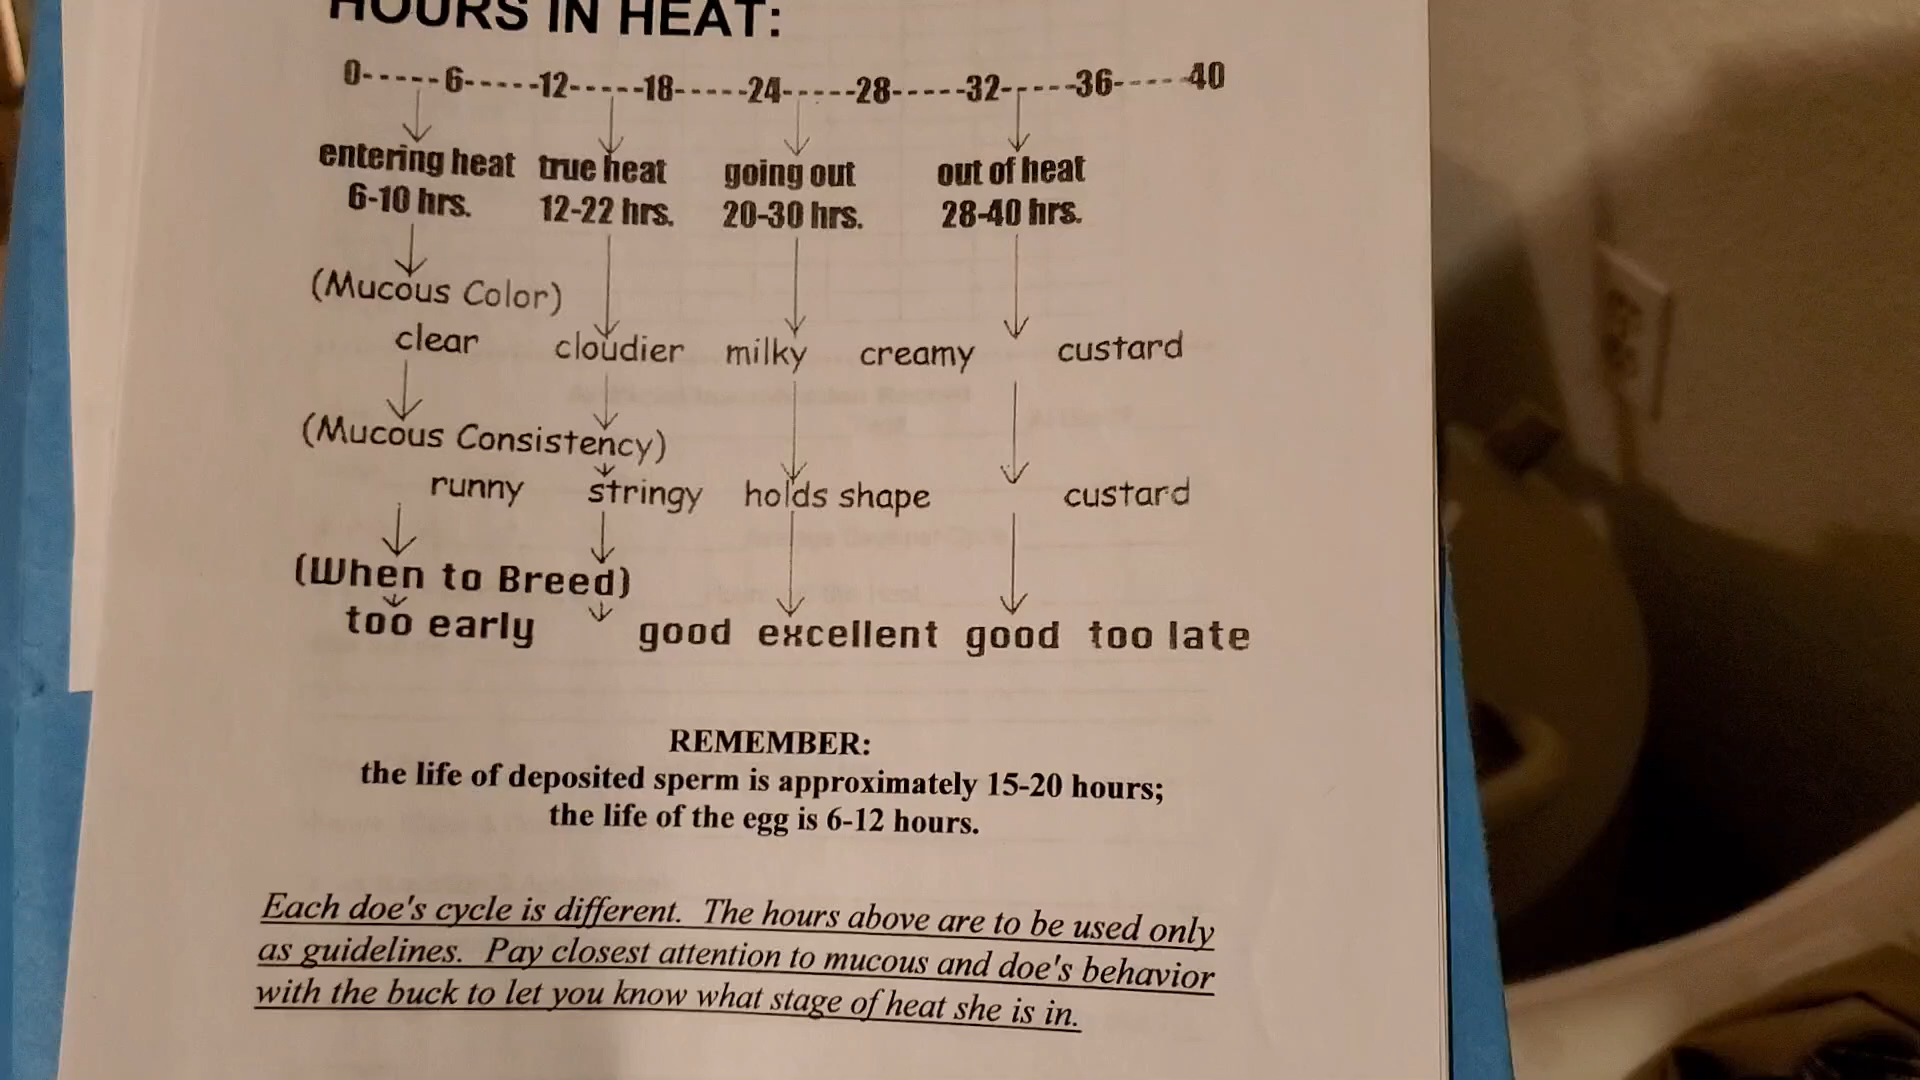 HOURS IN HEAT:
0-----6-----12-----18-----24-----28-----32-----36-----40
entering heat true heat going out out of heat
6-10 hrs. 12-22 hrs. 20-30 hrs. 28-40 hrs.
(Mucous Color)
clear cloudier milky creamy custard
(Mucous Consistency)
runny stringy holds shape custard
(When to Breed)
too early good excellent good too late
REMEMBER:
the life of deposited sperm is approximately 15-20 hours;
the life of the egg is 6-12 hours.
Each doe's cycle is different. The hours above are to be used only
as guidelines. Pay closest attention to mucous and doe's behavior
with the buck to let you know what stage of heat she is in.